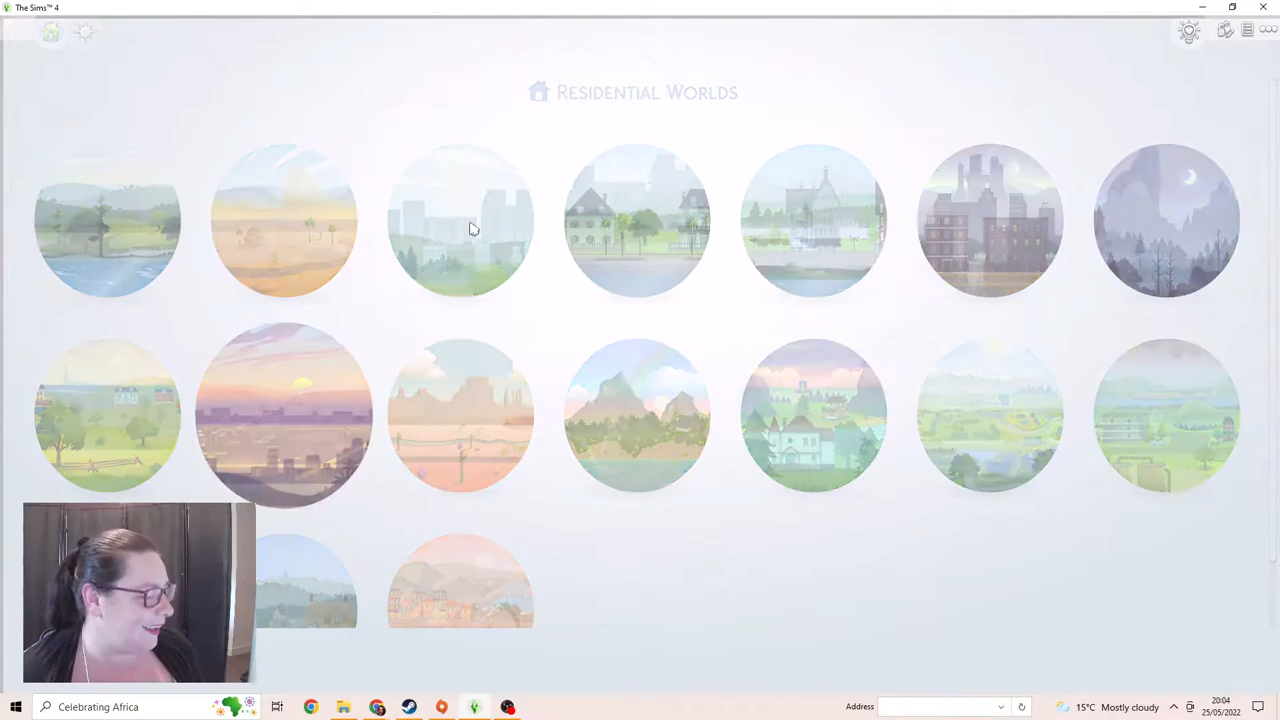 The Sims™ 4
RESIDENTIAL WORLDS
Celebrating Africa
Address
15°C Mostly cloudy
20:04
25/05/2022